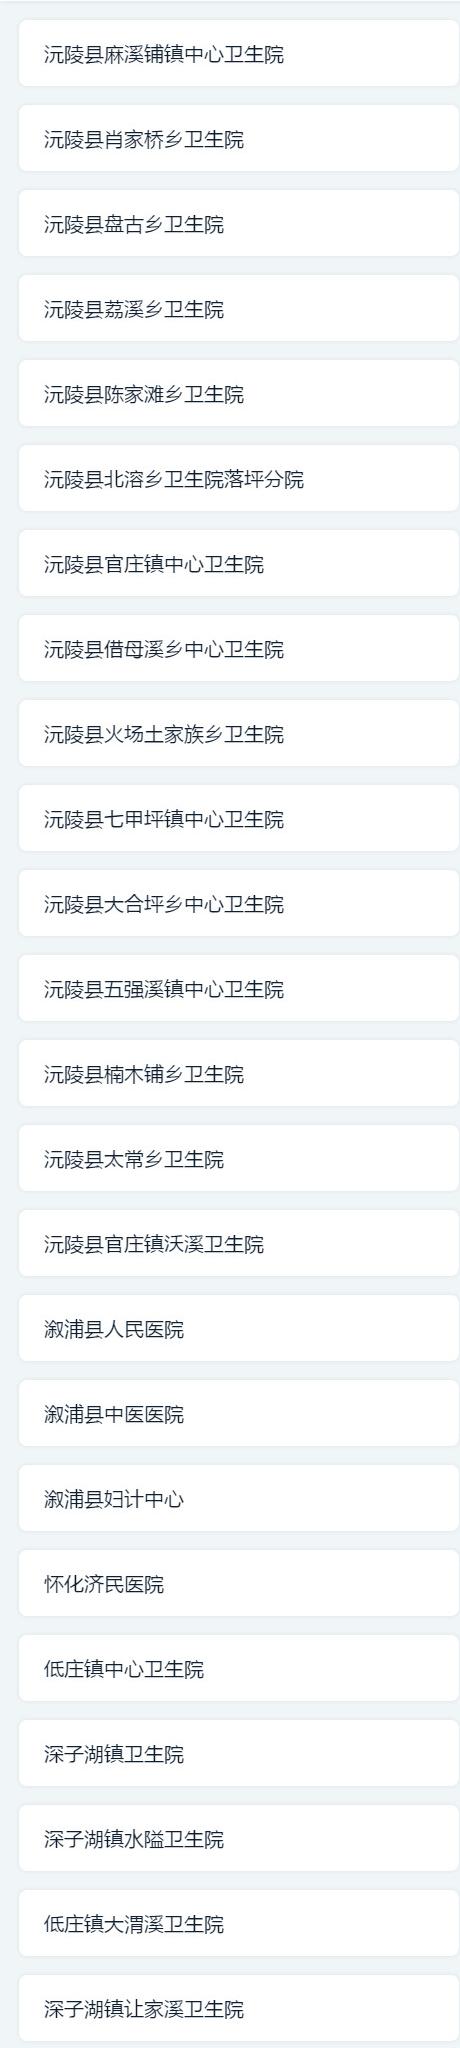 沅陵县麻溪铺镇中心卫生院
沅陵县肖家桥乡卫生院
沅陵县盘古乡卫生院
沅陵县荔溪乡卫生院
沅陵县陈家滩乡卫生院
沅陵县北溶乡卫生院落坪分院
沅陵县官庄镇中心卫生院
沅陵县借母溪乡中心卫生院
沅陵县火场土家族乡卫生院
沅陵县七甲坪镇中心卫生院
沅陵县大合坪乡中心卫生院
沅陵县五强溪镇中心卫生院
沅陵县楠木铺乡卫生院
沅陵县太常乡卫生院
沅陵县官庄镇沃溪卫生院
溆浦县人民医院
溆浦县中医医院
溆浦县妇计中心
怀化济民医院
低庄镇中心卫生院
深子湖镇卫生院
深子湖镇水隘卫生院
低庄镇大渭溪卫生院
深子湖镇让家溪卫生院